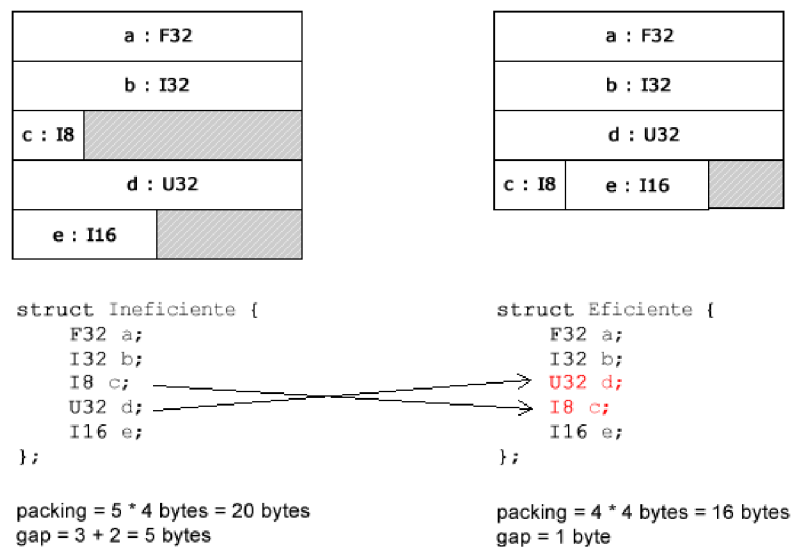 a : F32
b : I32
c : I8
d : U32
e : I16
a : F32
b : I32
d : U32
c : I8 e : I16
struct Ineficiente {
F32 a;
I32 b;
I8 c;
U32 d;
I16 e;
};
packing = 5 * 4 bytes = 20 bytes
gap = 3 + 2 = 5 bytes
struct Eficiente {
F32 a;
I32 b;
U32 d;
I8 c;
I16 e;
};
packing = 4 * 4 bytes = 16 bytes
gap = 1 byte